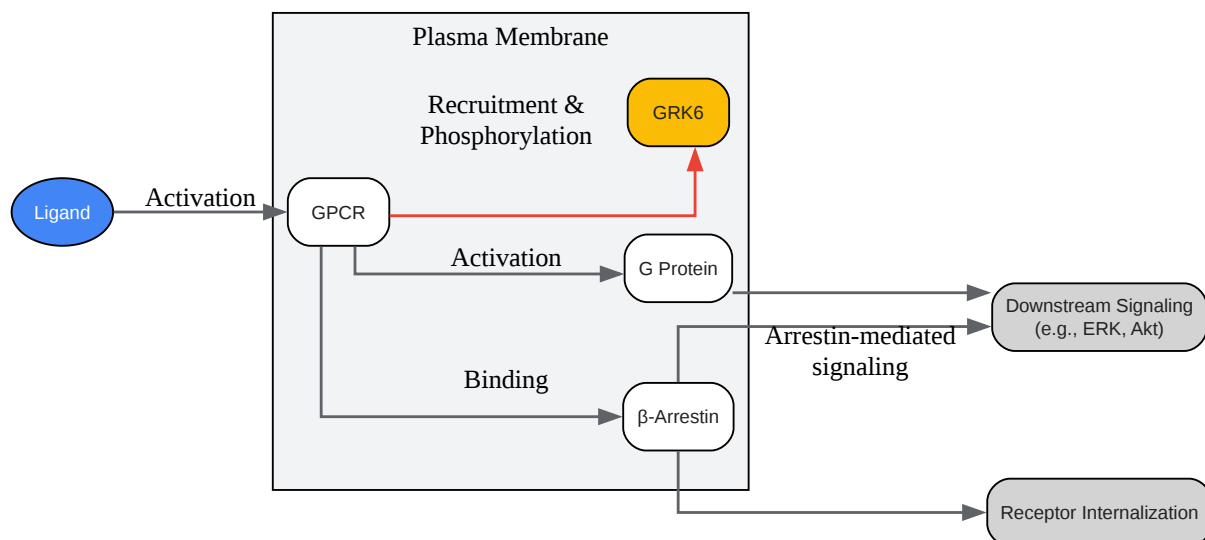 Plasma Membrane
Recruitment &
Phosphorylation
GRK6
Activation
Ligand
GPCR
Activation
G Protein
Downstream Signaling
(e.g., ERK, Akt)
Arrestin-mediated
signaling
Binding
β-Arrestin
Receptor Internalization